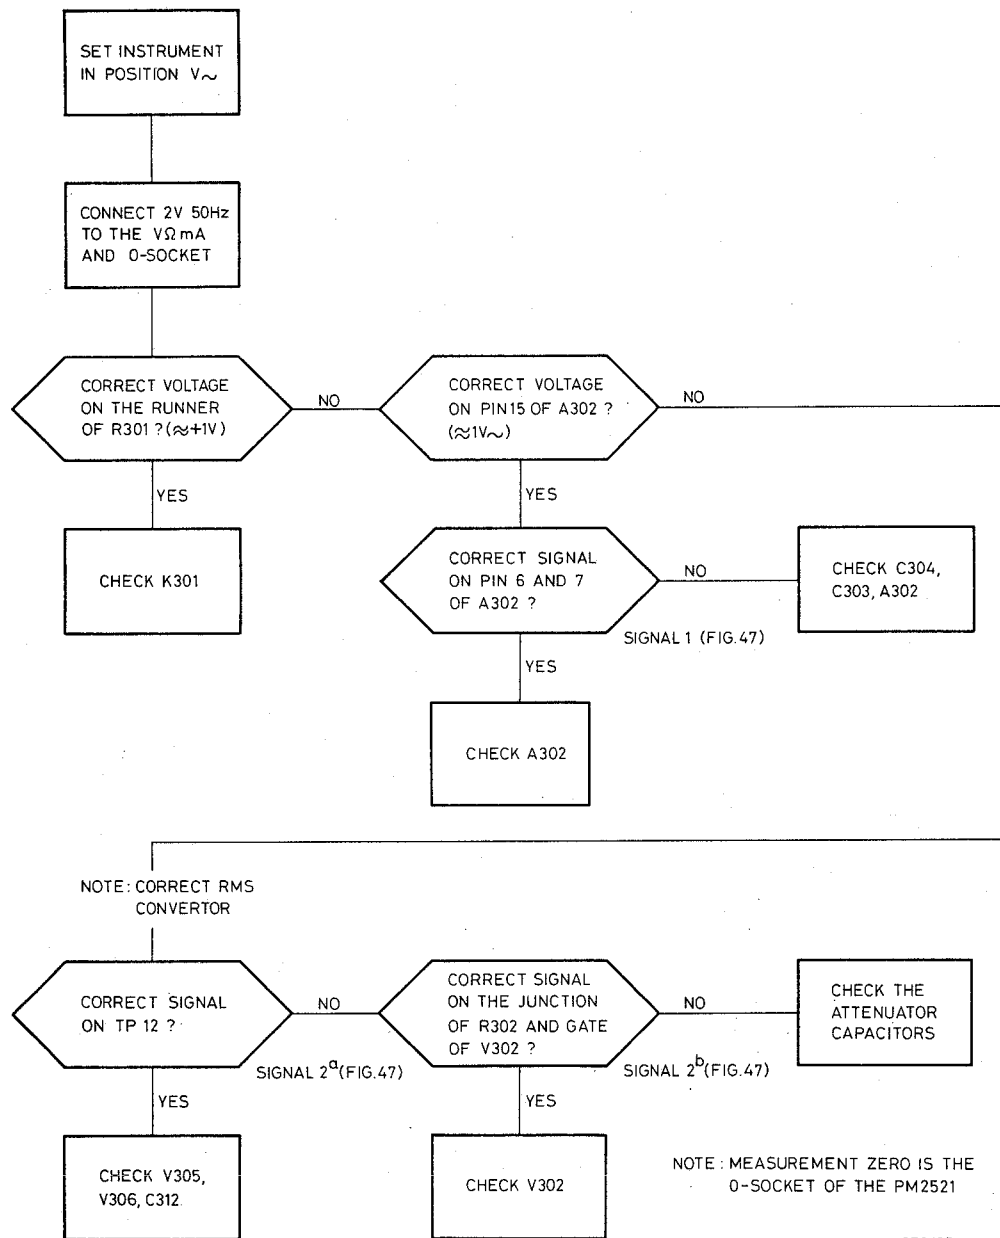 SET INSTRUMENT
IN POSITION V~
CONNECT 2V 50Hz
TO THE VΩmA
AND 0-SOCKET
CORRECT VOLTAGE
ON THE RUNNER
OF R301 ? (≈+1V)
NO
CORRECT VOLTAGE
ON PIN 15 OF A302 ?
(≈1V~)
NO
YES
YES
CHECK K301
CORRECT SIGNAL
ON PIN 6 AND 7
OF A302 ?
NO
SIGNAL 1 (FIG.47)
CHECK C304,
C303, A302
YES
CHECK A302
NOTE: CORRECT RMS
CONVERTOR
CORRECT SIGNAL
ON TP 12 ?
NO
SIGNAL 2a (FIG.47)
CORRECT SIGNAL
ON THE JUNCTION
OF R302 AND GATE
OF V302 ?
NO
SIGNAL 2b (FIG.47)
CHECK THE
ATTENUATOR
CAPACITORS
YES
YES
CHECK V305,
V306, C312
CHECK V302
NOTE : MEASUREMENT ZERO IS THE
0-SOCKET OF THE PM2521